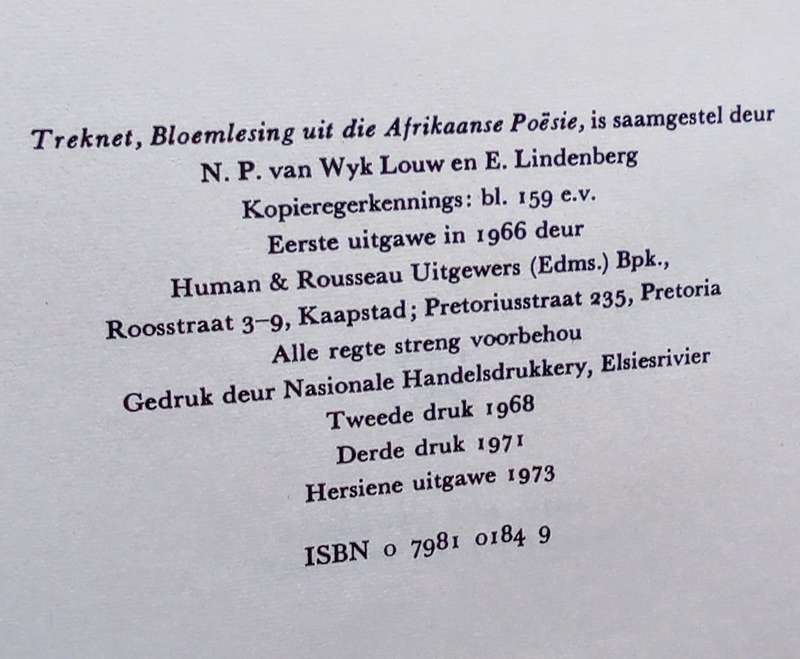 Treknet, Bloemlesing uit die Afrikaanse Poësie, is saamgestel deur
N. P. van Wyk Louw en E. Lindenberg
Kopieregerkennings: bl. 159 e.v.
Eerste uitgawe in 1966 deur
Human & Rousseau Uitgewers (Edms.) Bpk.,
Roosstraat 3–9, Kaapstad; Pretoriusstraat 235, Pretoria
Alle regte streng voorbehou
Gedruk deur Nasionale Handelsdrukkery, Elsiesrivier
Tweede druk 1968
Derde druk 1971
Hersiene uitgawe 1973
ISBN 0 7981 0184 9